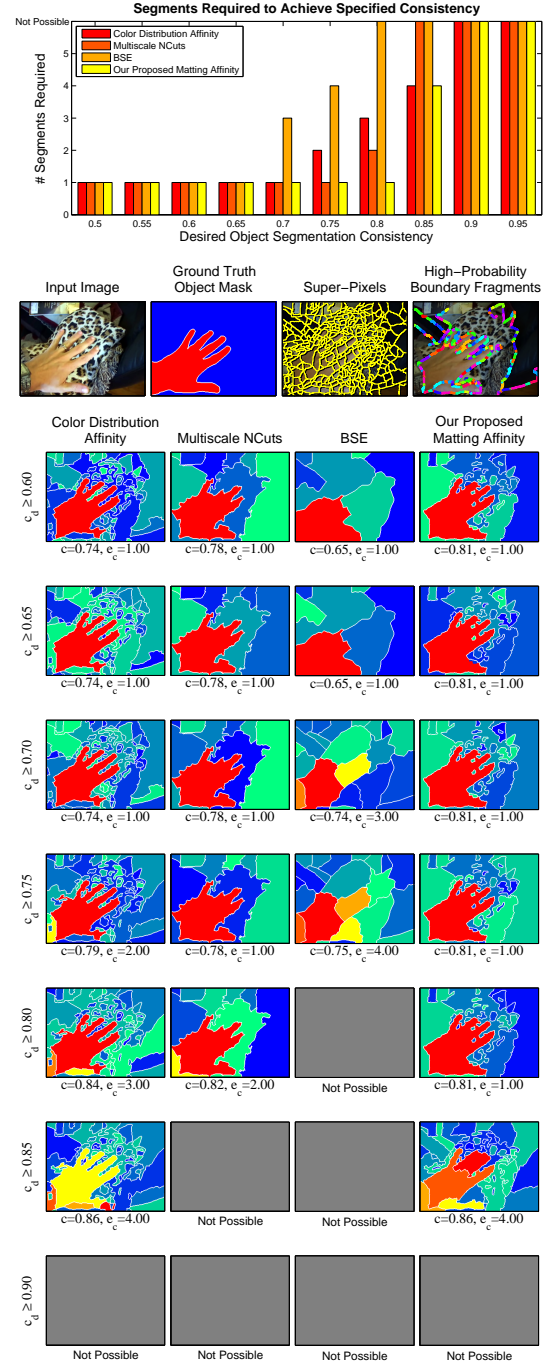 Segments Required to Achieve Specified Consistency
Not Possible
5
4
3
2
1
0
# Segments Required
Color Distribution Affinity
Multiscale NCuts
BSE
Our Proposed Matting Affinity
0.5 0.55 0.6 0.65 0.7 0.75 0.8 0.85 0.9 0.95
Desired Object Segmentation Consistency
Input Image
Ground Truth
Object Mask
Super−Pixels
High−Probability
Boundary Fragments
Color Distribution
Affinity
Multiscale NCuts
BSE
Our Proposed
Matting Affinity
c_d ≥ 0.60
c=0.74, e_c=1.00 c=0.78, e_c=1.00 c=0.65, e_c=1.00 c=0.81, e_c=1.00
c_d ≥ 0.65
c=0.74, e_c=1.00 c=0.78, e_c=1.00 c=0.65, e_c=1.00 c=0.81, e_c=1.00
c_d ≥ 0.70
c=0.74, e_c=1.00 c=0.78, e_c=1.00 c=0.74, e_c=3.00 c=0.81, e_c=1.00
c_d ≥ 0.75
c=0.79, e_c=2.00 c=0.78, e_c=1.00 c=0.75, e_c=4.00 c=0.81, e_c=1.00
c_d ≥ 0.80
c=0.84, e_c=3.00 c=0.82, e_c=2.00 Not Possible c=0.81, e_c=1.00
c_d ≥ 0.85
c=0.86, e_c=4.00 Not Possible Not Possible c=0.86, e_c=4.00
c_d ≥ 0.90
Not Possible Not Possible Not Possible Not Possible